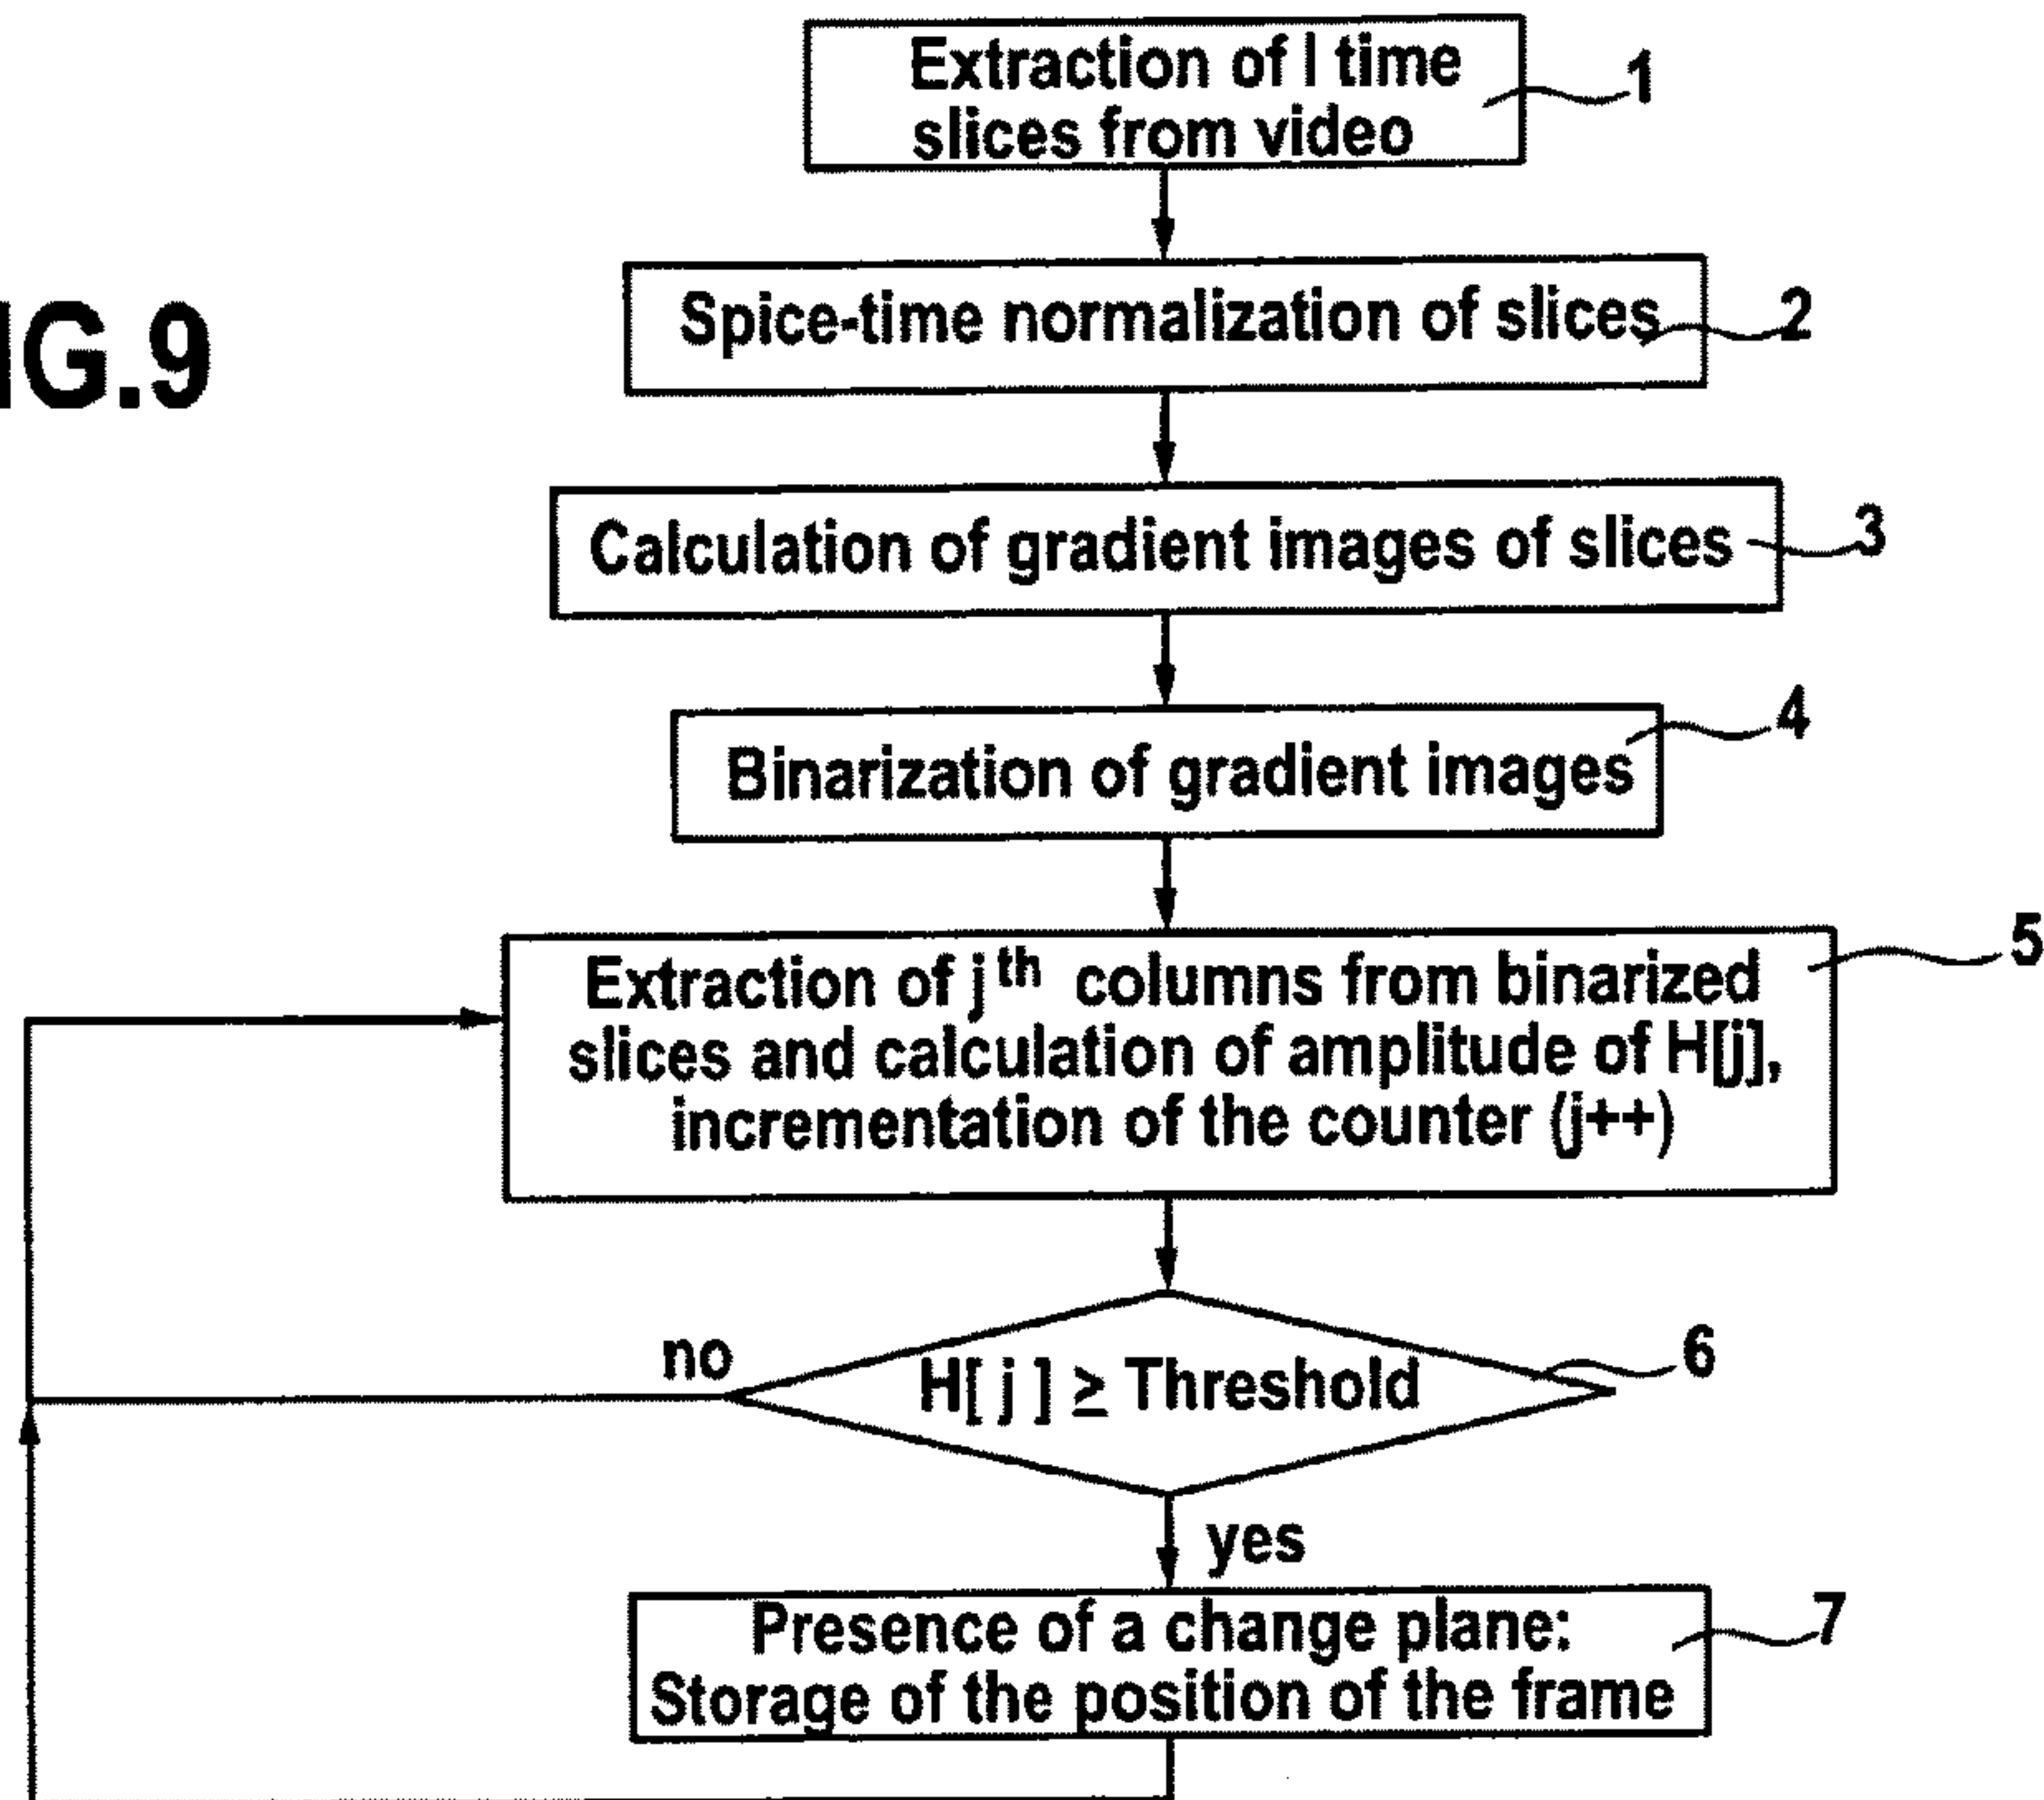 Extraction of I time
slices from video
1
Spice-time normalization of slices
2
IG.9
Calculation of gradient images of slices
3
Binarization of gradient images
4
Extraction of j th columns from binarized
slices and calculation of amplitude of H[j],
incrementation of the counter (j++)
5
no
H[ j ] ≥ Threshold
6
yes
Presence of a change plane:
Storage of the position of the frame
7